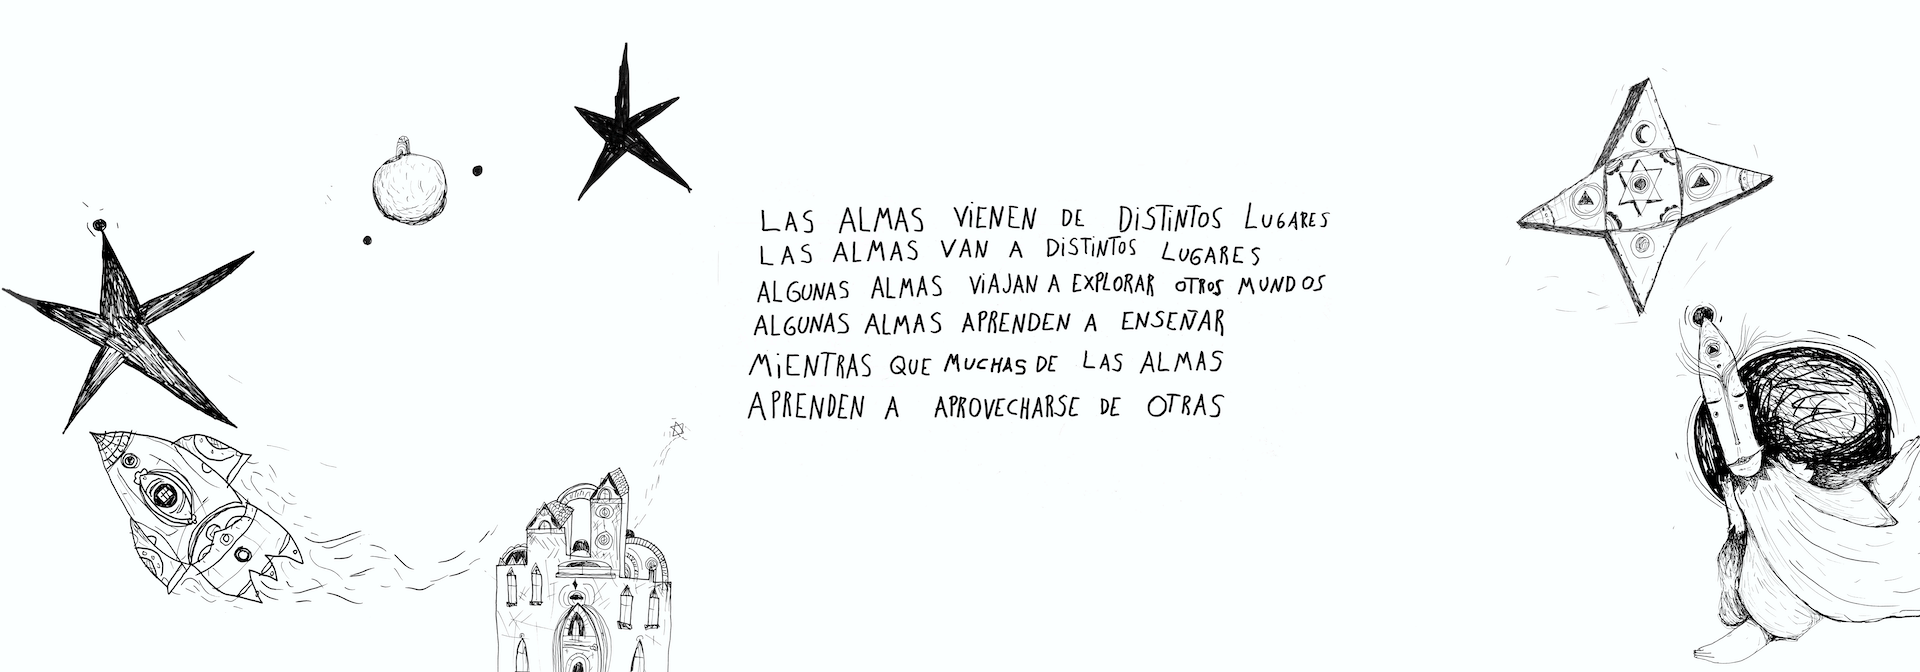 LAS ALMAS ViENEN DE DiSTiNTOS LUGARES
LAS ALMAS VAN A DiSTiNTOS LUGARES
ALGUNAS ALMAS ViAJAN A EXPLORAR OTROS MUNDOS
ALGUNAS ALMAS APRENDEN A ENSEÑAR
MiENTRAS QUE MUCHAS DE LAS ALMAS
APRENDEN A APROVECHARSE DE OTRAS